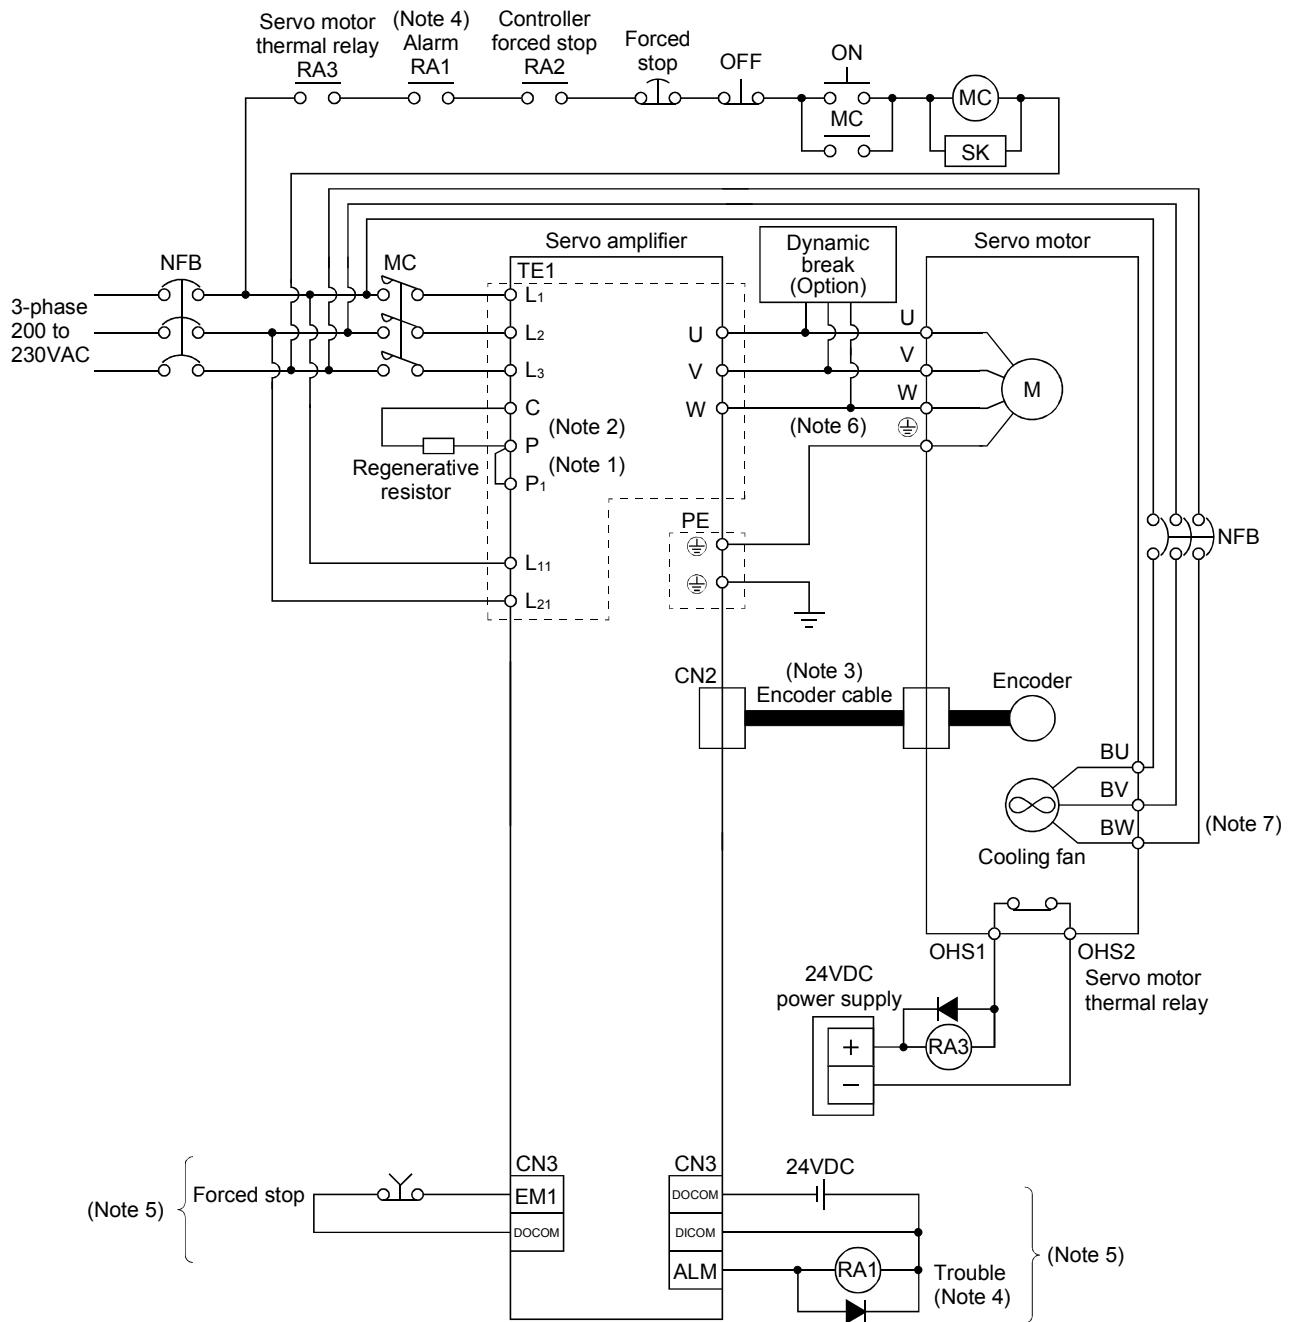 Servo motor
thermal relay
RA3
(Note 4)
Alarm
RA1
Controller
forced stop
RA2
Forced
stop
OFF
ON
MC
MC
SK
NFB
MC
3-phase
200 to
230VAC
Servo amplifier
TE1
L1
L2
L3
C
P
P1
(Note 2)
(Note 1)
Regenerative
resistor
L11
L21
U
V
W
PE
Dynamic
break
(Option)
Servo motor
U
V
W
(Note 6)
M
NFB
CN2
(Note 3)
Encoder cable
Encoder
BU
BV
BW
(Note 7)
Cooling fan
OHS1
OHS2
Servo motor
thermal relay
24VDC
power supply
+
−
RA3
(Note 5)
Forced stop
CN3
EM1
DOCOM
CN3
DOCOM
DICOM
ALM
24VDC
RA1
Trouble
(Note 4)
(Note 5)